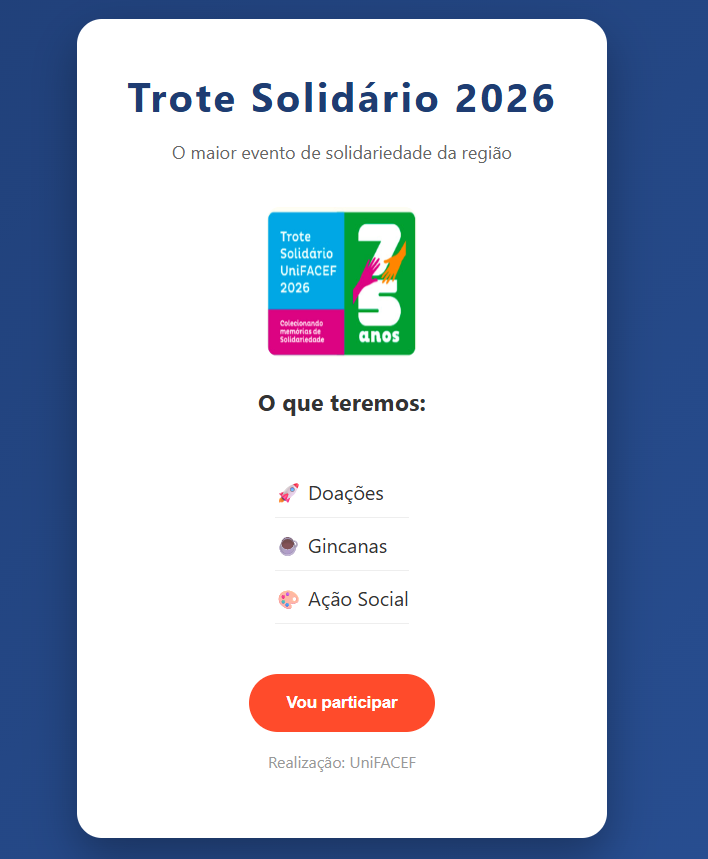 Trote Solidário 2026
O maior evento de solidariedade da região
Trote
Solidário
UniFACEF
2026
Colecionando
memórias de
Solidariedade
75
anos
O que teremos:
🚀 Doações
☕ Gincanas
🎨 Ação Social
Vou participar
Realização: UniFACEF